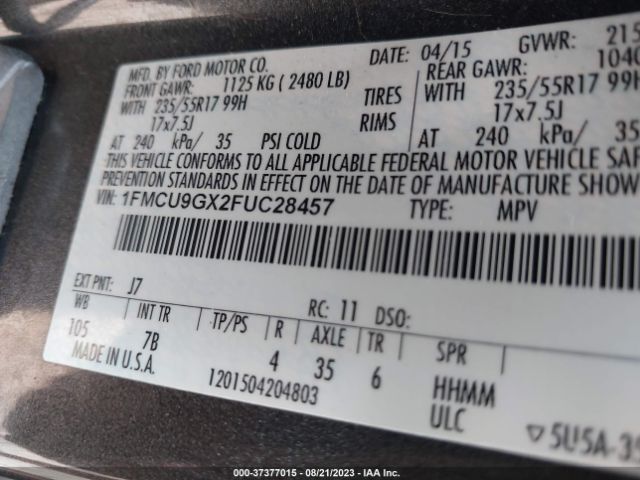 MFD. BY FORD MOTOR CO.
DATE: 04/15 GVWR: 215
FRONT GAWR: 1125 KG ( 2480 LB)
REAR GAWR: 104
WITH 235/55R17 99H TIRES WITH 235/55R17 99H
17x7.5J RIMS 17x7.5J
AT 240 kPa/ 35 PSI COLD AT 240 kPa/ 35
THIS VEHICLE CONFORMS TO ALL APPLICABLE FEDERAL MOTOR VEHICLE SAF
PREVENTION STANDARDS IN EFFECT ON THE DATE OF MANUFACTURE SHOW
VIN: 1FMCU9GX2FUC28457 TYPE: MPV
EXT PNT: J7 RC: 11 DSO:
WB INT TR TP/PS R AXLE TR SPR
105 7B 4 35 6 HHMM
MADE IN U.S.A. 1201504204803 ULC
▽5U5A-35
000-37377015 - 08/21/2023 - IAA Inc.